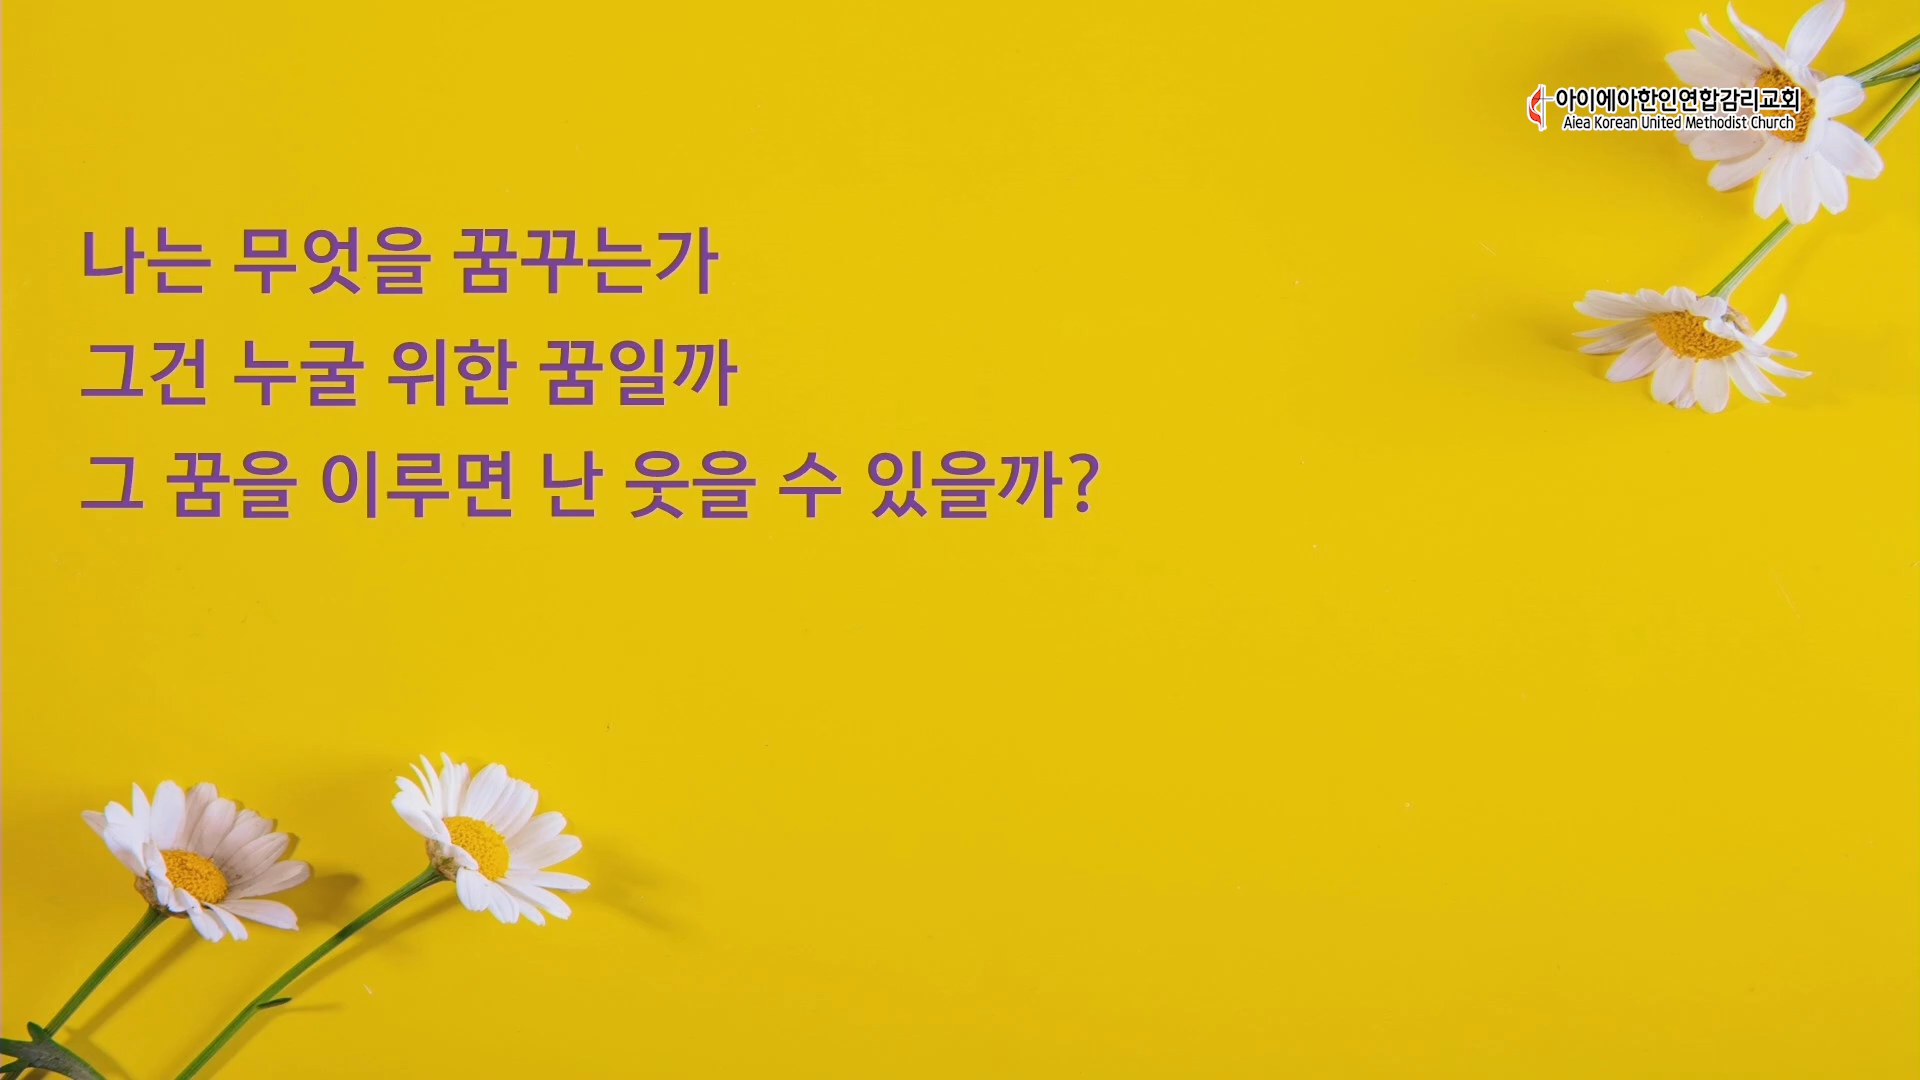 아이에아한인연합감리교회
Aiea Korean United Methodist Church
나는 무엇을 꿈꾸는가
그건 누굴 위한 꿈일까
그 꿈을 이루면 난 웃을 수 있을까?